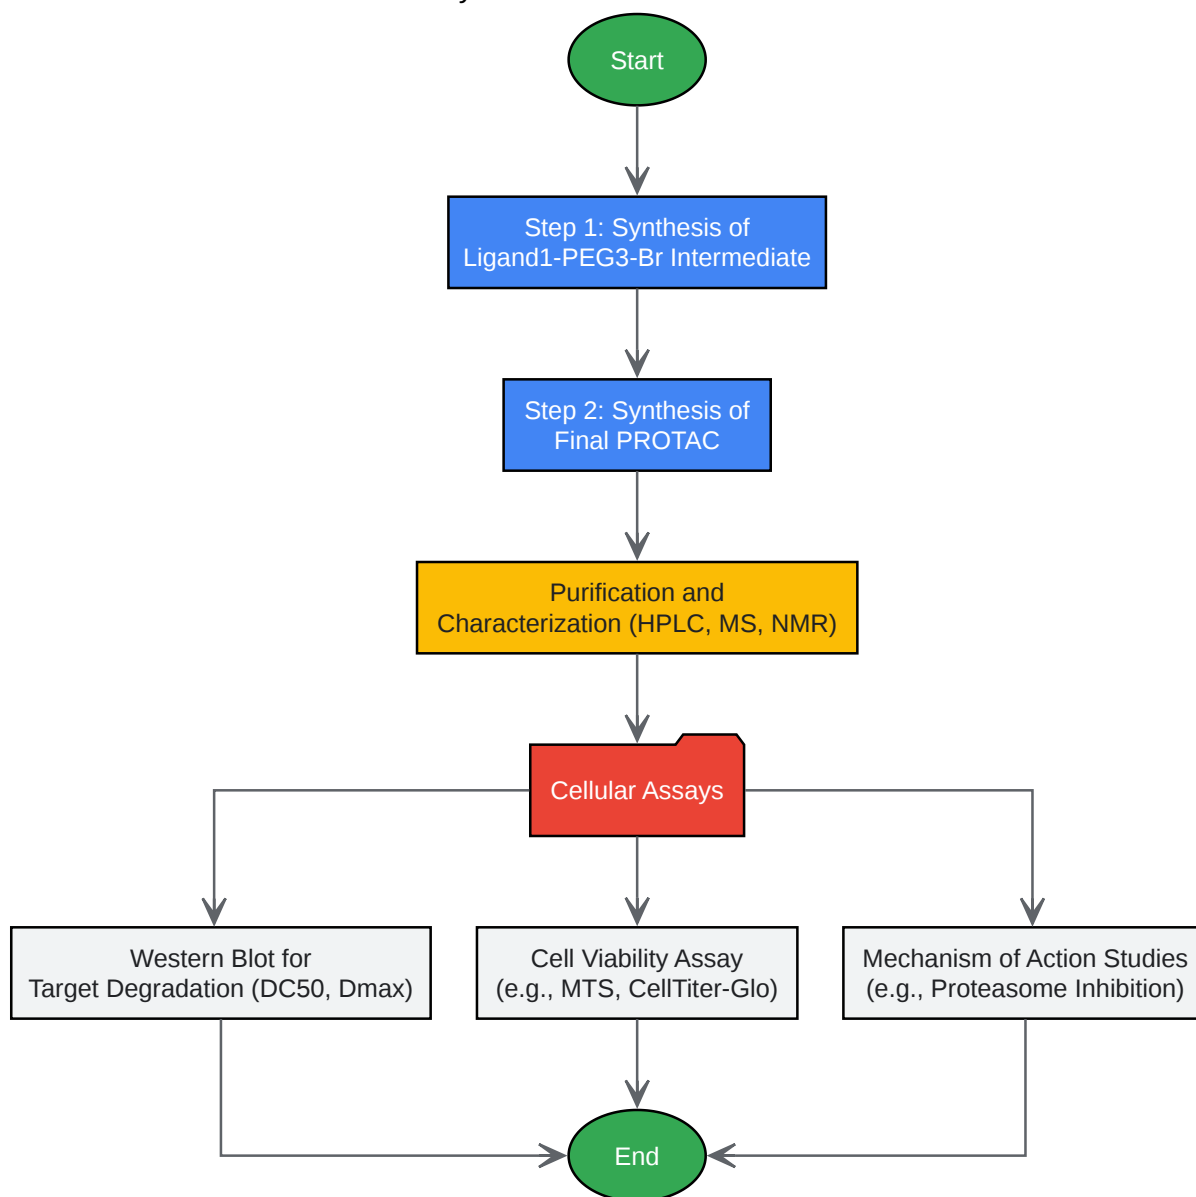 Start
Step 1: Synthesis of
Ligand1-PEG3-Br Intermediate
Step 2: Synthesis of
Final PROTAC
Purification and
Characterization (HPLC, MS, NMR)
Cellular Assays
Western Blot for
Target Degradation (DC50, Dmax)
Cell Viability Assay
(e.g., MTS, CellTiter-Glo)
Mechanism of Action Studies
(e.g., Proteasome Inhibition)
End